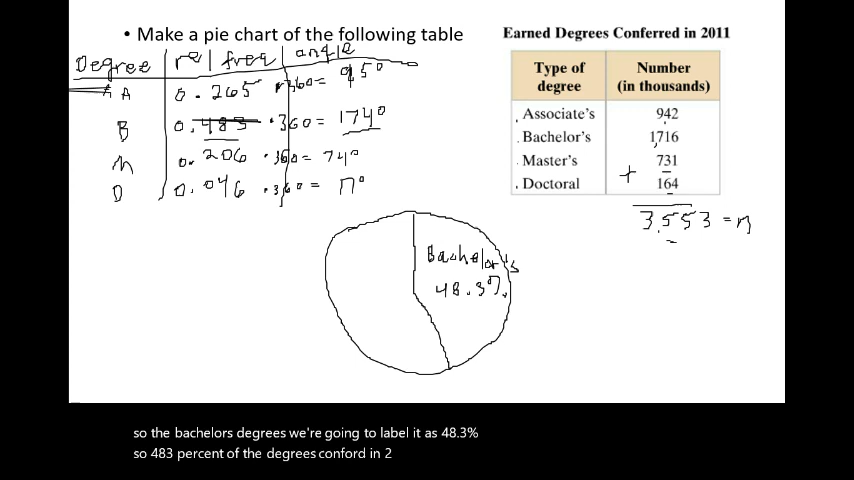 • Make a pie chart of the following table
Earned Degrees Conferred in 2011
Type of degree Number (in thousands)
Associate's 942
Bachelor's 1716
Master's 731
Doctoral + 164
3,553 = n
Degree rel freq angle
A 0.265 · 360 = 95°
B 0.483 · 360 = 174°
M 0.206 · 360 = 74°
D 0.046 · 360 = 17°
Bachelor's
48.3%
so the bachelors degrees we're going to label it as 48.3%
so 483 percent of the degrees conford in 2